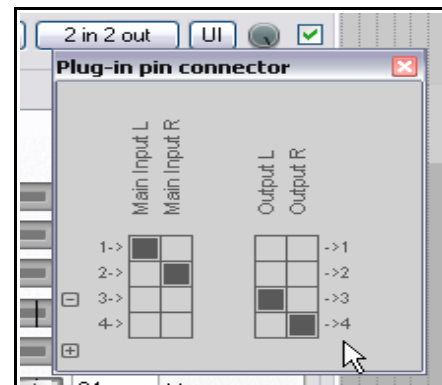 2 in 2 out UI
Plug-in pin connector
Main Input L
Main Input R
Output L
Output R
1-> ->1
2-> ->2
3-> ->3
4-> ->4